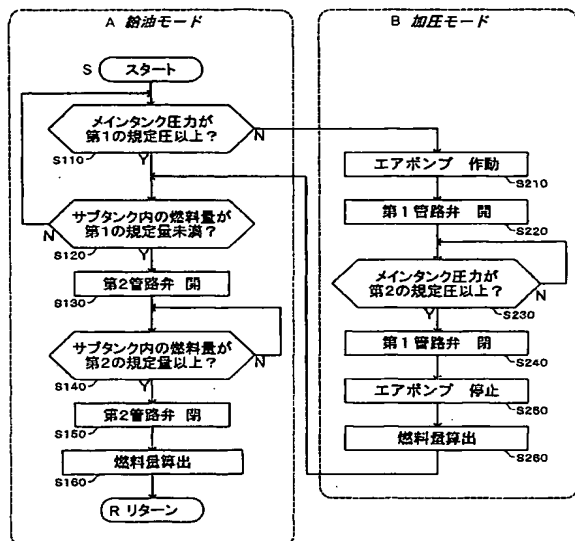 A 給油モード
S スタート
メインタンク圧力が
第1の規定圧以上?
N
S110
Y
サブタンク内の燃料量が
第1の規定量未満?
N
S120
Y
第2管路弁 開
S130
サブタンク内の燃料量が
第2の規定量以上?
N
S140
Y
第2管路弁 閉
S150
燃料量算出
S160
R リターン
B 加圧モード
エアポンプ 作動
S210
第1管路弁 開
S220
メインタンク圧力が
第2の規定圧以上?
N
S230
Y
第1管路弁 閉
S240
エアポンプ 停止
S250
燃料量算出
S260